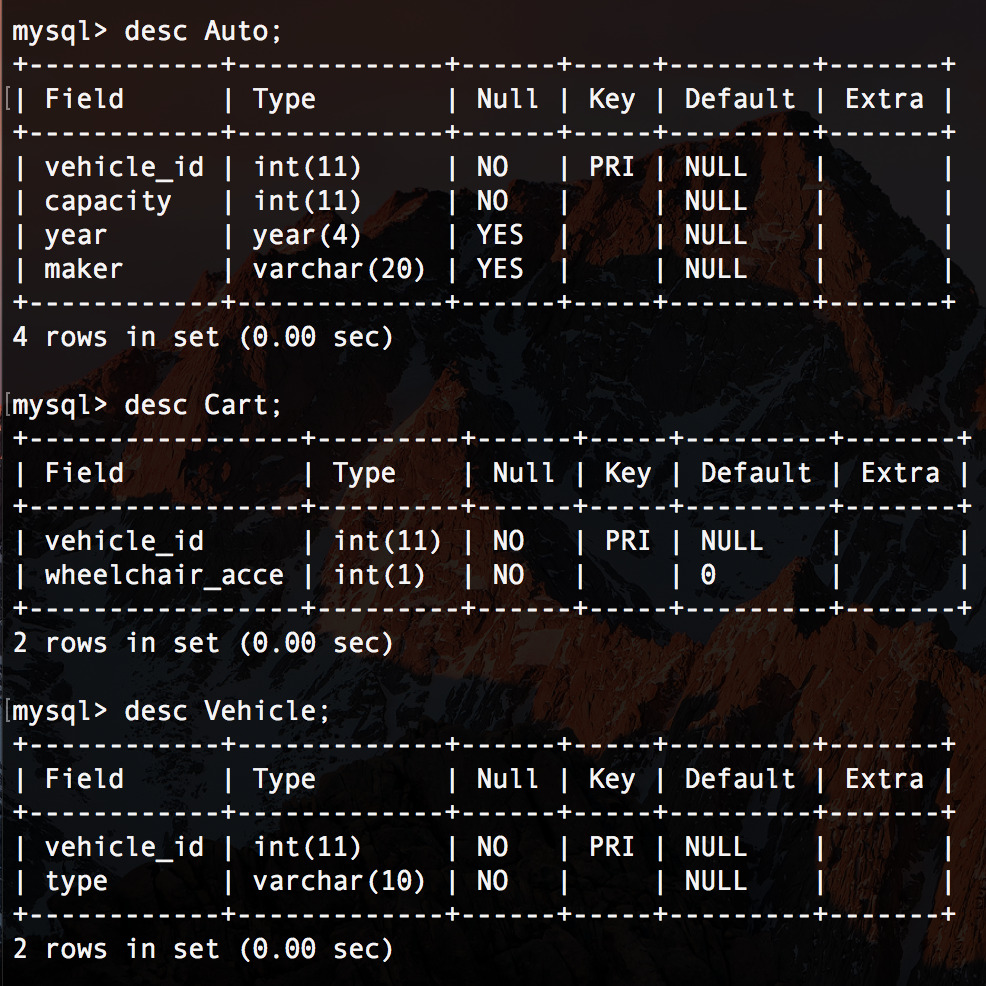 mysql> desc Auto;
+------------+-------------+------+-----+---------+-------+
[| Field      | Type        | Null | Key | Default | Extra |
+------------+-------------+------+-----+---------+-------+
| vehicle_id | int(11)     | NO   | PRI | NULL    |       |
| capacity   | int(11)     | NO   |     | NULL    |       |
| year       | year(4)     | YES  |     | NULL    |       |
| maker      | varchar(20) | YES  |     | NULL    |       |
+------------+-------------+------+-----+---------+-------+
4 rows in set (0.00 sec)
[mysql> desc Cart;
+-----------------+---------+------+-----+---------+-------+
| Field           | Type    | Null | Key | Default | Extra |
+-----------------+---------+------+-----+---------+-------+
| vehicle_id      | int(11) | NO   | PRI | NULL    |       |
| wheelchair_acce | int(1)  | NO   |     | 0       |       |
+-----------------+---------+------+-----+---------+-------+
2 rows in set (0.00 sec)
[mysql> desc Vehicle;
+------------+-------------+------+-----+---------+-------+
| Field      | Type        | Null | Key | Default | Extra |
+------------+-------------+------+-----+---------+-------+
| vehicle_id | int(11)     | NO   | PRI | NULL    |       |
| type       | varchar(10) | NO   |     | NULL    |       |
+------------+-------------+------+-----+---------+-------+
2 rows in set (0.00 sec)